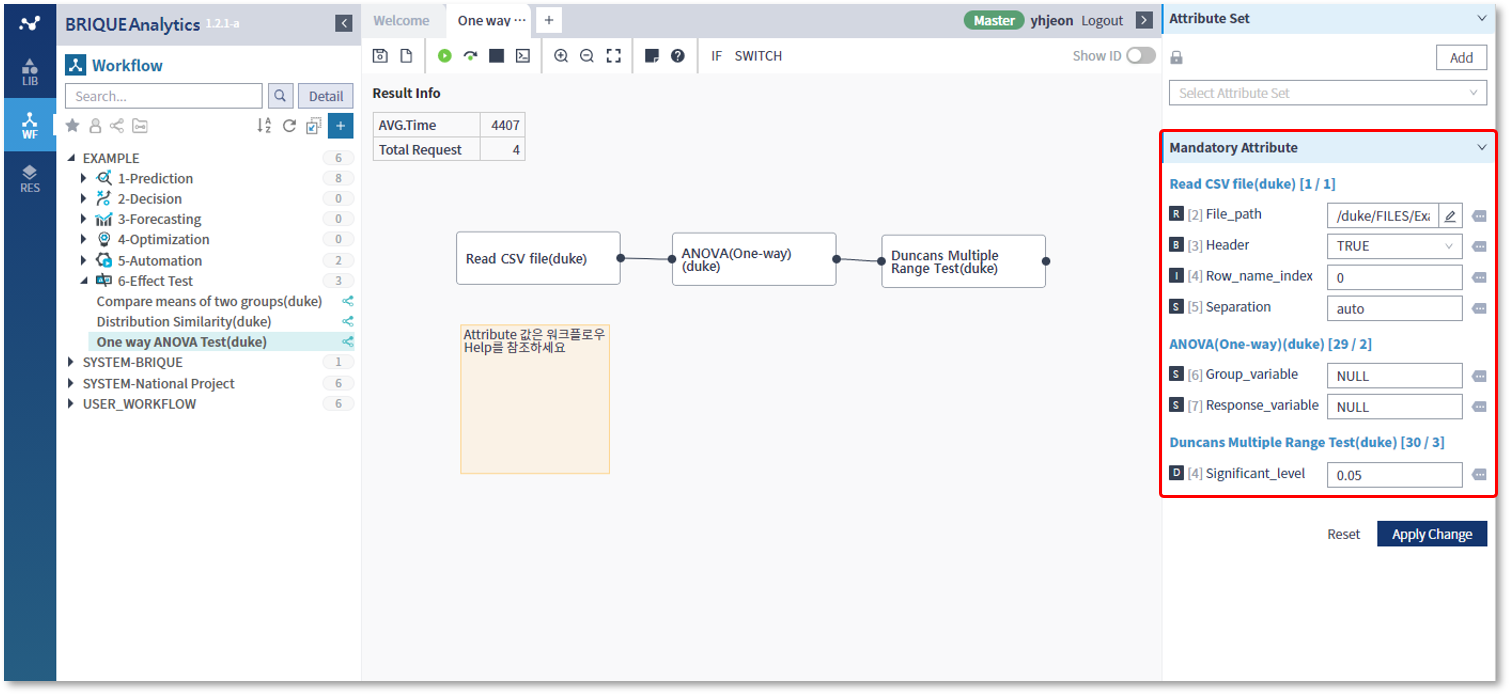 BRIQUEAnalytics 1.2.1-a
LIB
WF
RES
Workflow
Search...
Detail
+
EXAMPLE 6
1-Prediction 8
2-Decision 0
3-Forecasting 0
4-Optimization 0
5-Automation 2
6-Effect Test 3
Compare means of two groups(duke)
Distribution Similarity(duke)
One way ANOVA Test(duke)
SYSTEM-BRIQUE 1
SYSTEM-National Project 6
USER_WORKFLOW 6
Welcome
One way ···
+
Master yhjeon Logout
IF SWITCH
Show ID
Result Info
AVG.Time 4407
Total Request 4
Read CSV file(duke)
ANOVA(One-way)
(duke)
Duncans Multiple
Range Test(duke)
Attribute 값은 워크플로우
Help를 참조하세요
Attribute Set
Add
Select Attribute Set
Mandatory Attribute
Read CSV file(duke) [1 / 1]
R [2] File_path /duke/FILES/Exa
B [3] Header TRUE
I [4] Row_name_index 0
S [5] Separation auto
ANOVA(One-way)(duke) [29 / 2]
S [6] Group_variable NULL
S [7] Response_variable NULL
Duncans Multiple Range Test(duke) [30 / 3]
D [4] Significant_level 0.05
Reset
Apply Change